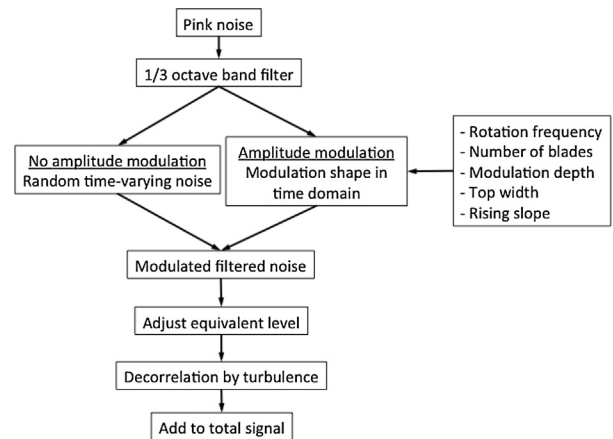 Pink noise
1/3 octave band filter
No amplitude modulation
Random time-varying noise
Amplitude modulation
Modulation shape in
time domain
- Rotation frequency
- Number of blades
- Modulation depth
- Top width
- Rising slope
Modulated filtered noise
Adjust equivalent level
Decorrelation by turbulence
Add to total signal